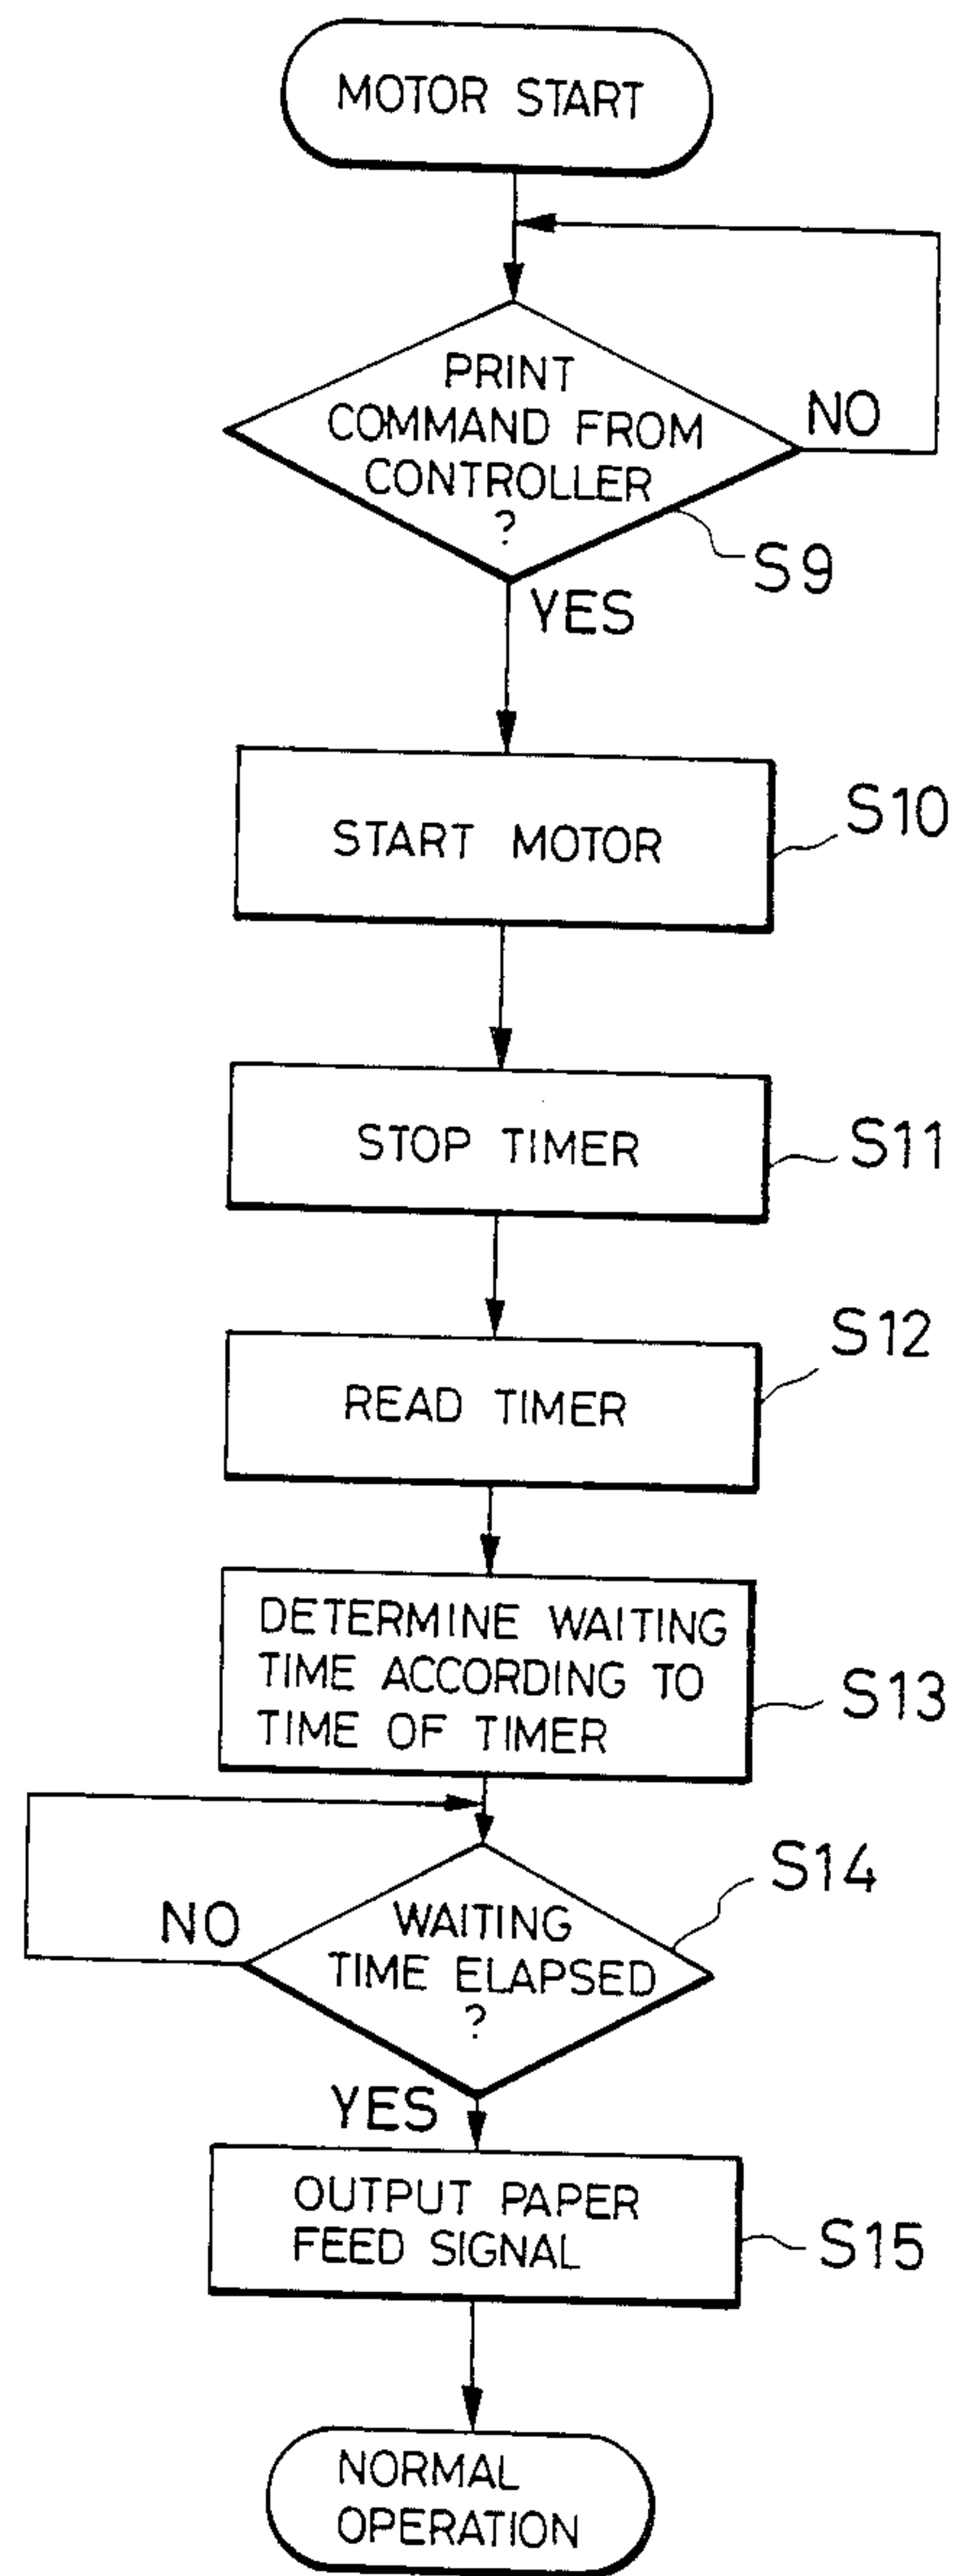 MOTOR START
PRINT
COMMAND FROM
CONTROLLER
?
NO
S9
YES
START MOTOR
S10
STOP TIMER
S11
READ TIMER
S12
DETERMINE WAITING
TIME ACCORDING TO
TIME OF TIMER
S13
WAITING
TIME ELAPSED
?
S14
NO
YES
OUTPUT PAPER
FEED SIGNAL
S15
NORMAL
OPERATION